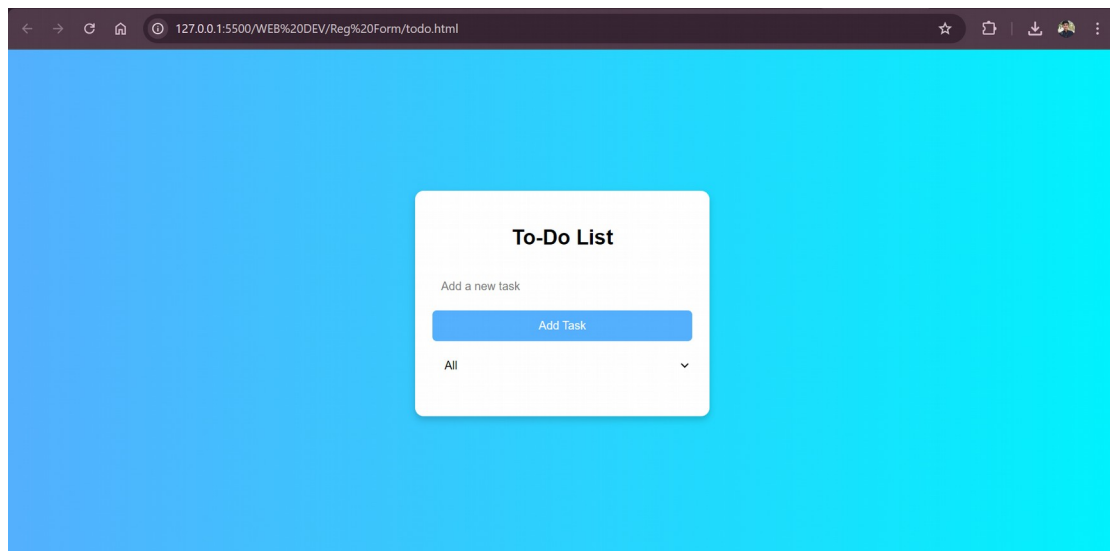 127.0.0.1:5500/WEB%20DEV/Reg%20Form/todo.html
To-Do List
Add a new task
Add Task
All